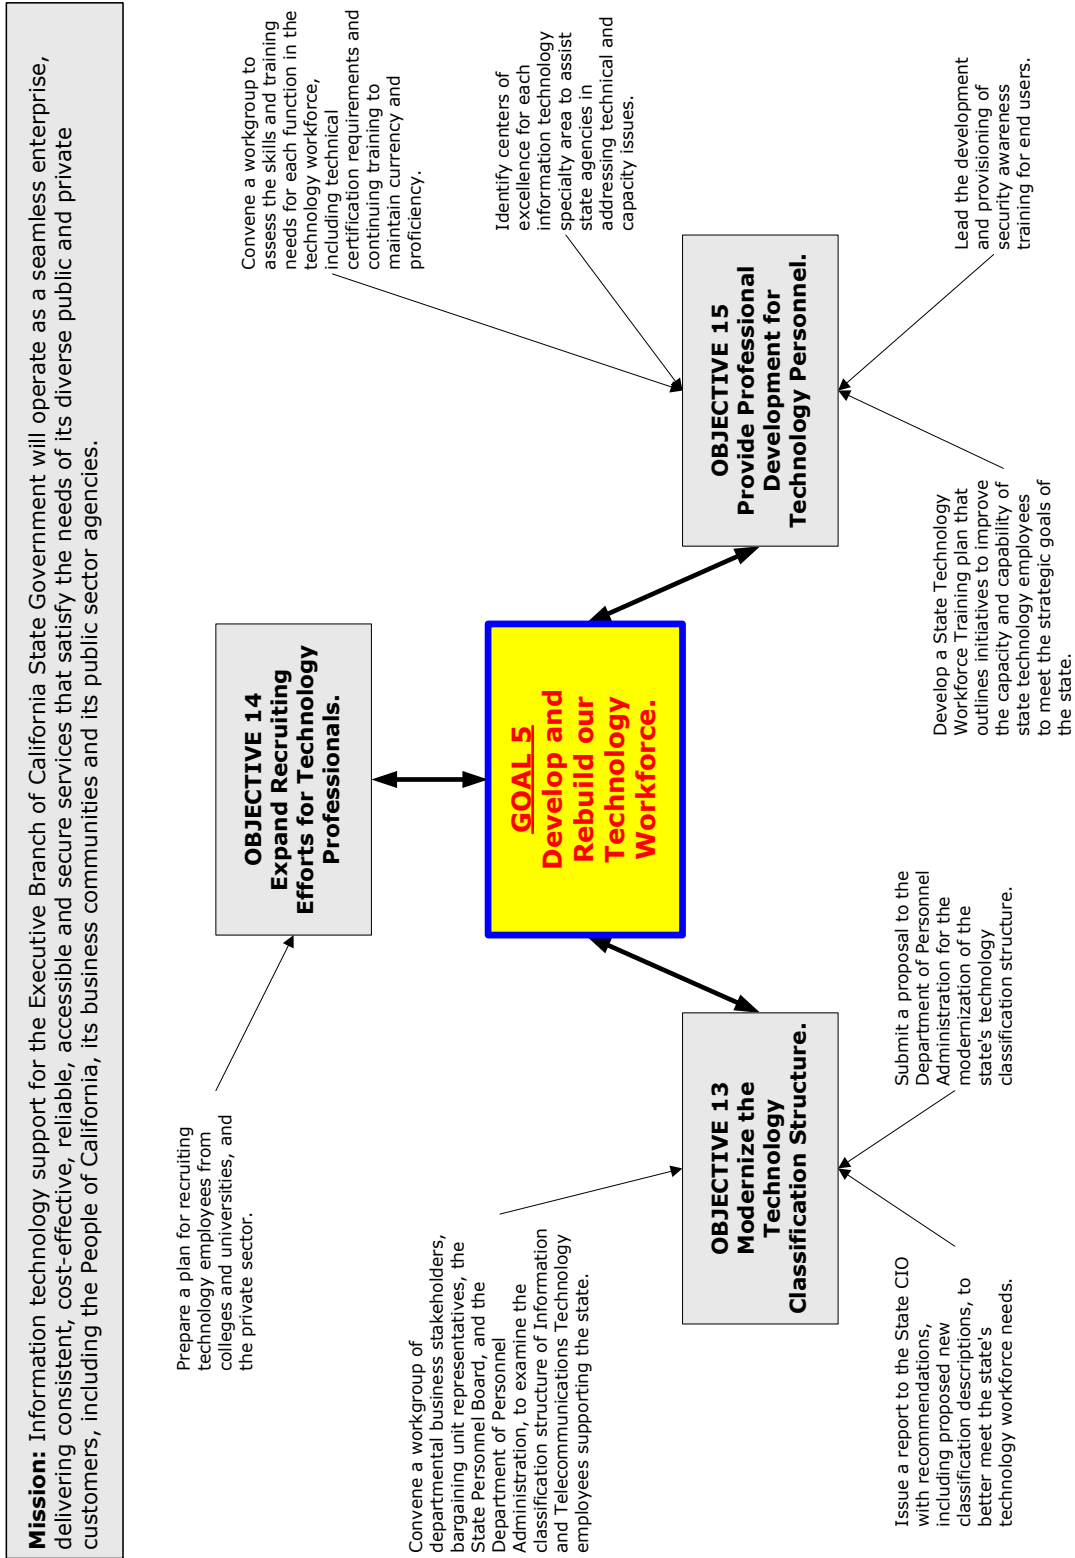 Mission: Information technology support for the Executive Branch of California State Government will operate as a seamless enterprise,
delivering consistent, cost-effective, reliable, accessible and secure services that satisfy the needs of its diverse public and private
customers, including the People of California, its business communities and its public sector agencies.
Prepare a plan for recruiting
technology employees from
colleges and universities, and
the private sector.
OBJECTIVE 14
Expand Recruiting
Efforts for Technology
Professionals.
Convene a workgroup to
assess the skills and training
needs for each function in the
technology workforce,
including technical
certification requirements and
continuing training to
maintain currency and
proficiency.
Convene a workgroup of
departmental business stakeholders,
bargaining unit representatives, the
State Personnel Board, and the
Department of Personnel
Administration, to examine the
classification structure of Information
and Telecommunications Technology
employees supporting the state.
GOAL 5
Develop and
Rebuild our
Technology
Workforce.
Identify centers of
excellence for each
information technology
specialty area to assist
state agencies in
addressing technical and
capacity issues.
OBJECTIVE 13
Modernize the
Technology
Classification Structure.
OBJECTIVE 15
Provide Professional
Development for
Technology Personnel.
Issue a report to the State CIO
with recommendations,
including proposed new
classification descriptions, to
better meet the state's
technology workforce needs.
Submit a proposal to the
Department of Personnel
Administration for the
modernization of the
state's technology
classification structure.
Develop a State Technology
Workforce Training plan that
outlines initiatives to improve
the capacity and capability of
state technology employees
to meet the strategic goals of
the state.
Lead the development
and provisioning of
security awareness
training for end users.